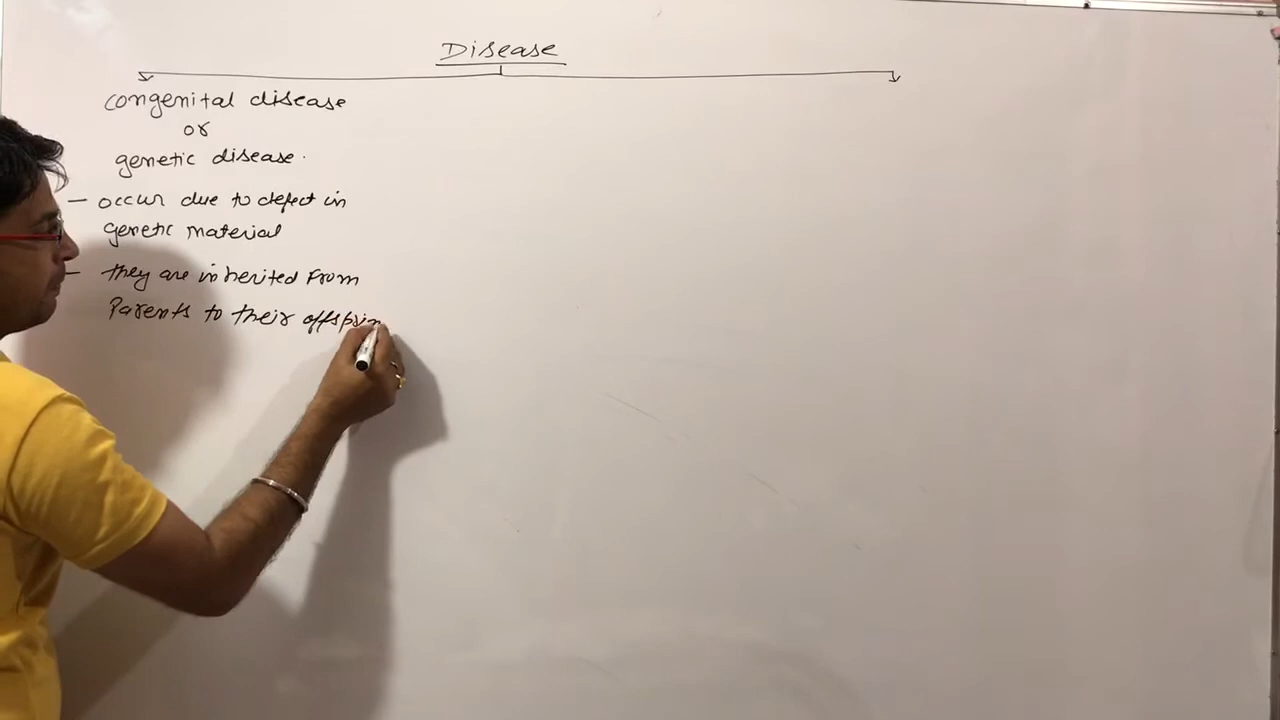 Disease
Congenital disease
or
genetic disease.
- occur due to defect in
genetic material
- they are inherited From
Parents to their offsprin